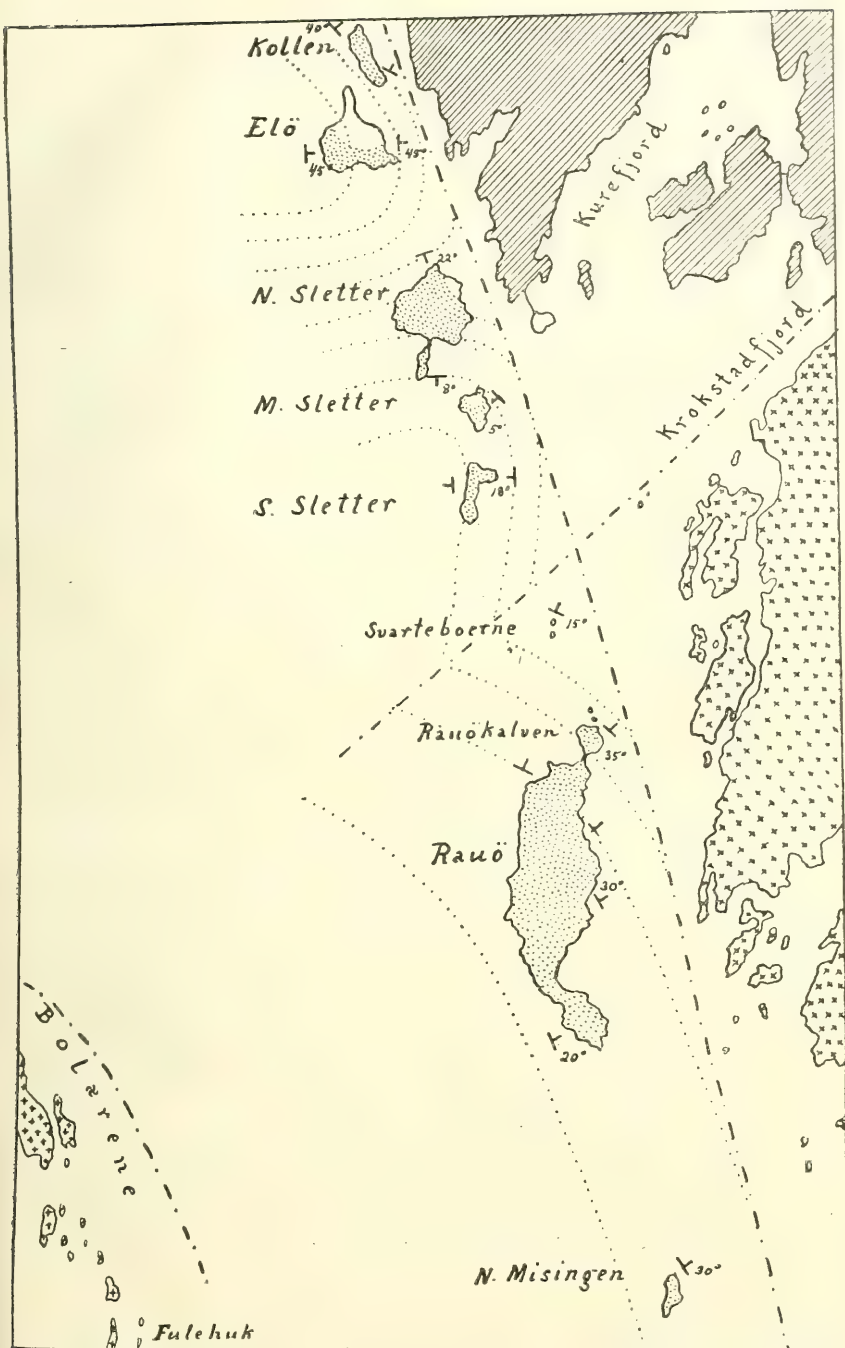 40°
Kollen
Elö
45°
45°
Kurefjord
22°
N. Sletter
Krokstadfjord
8°
M. Sletter
5°
18°
S. Sletter
Svarteboerne
15°
Rauökalven
35°
Rauö
30°
20°
Bolærene
N. Misingen
30°
Fulehuk